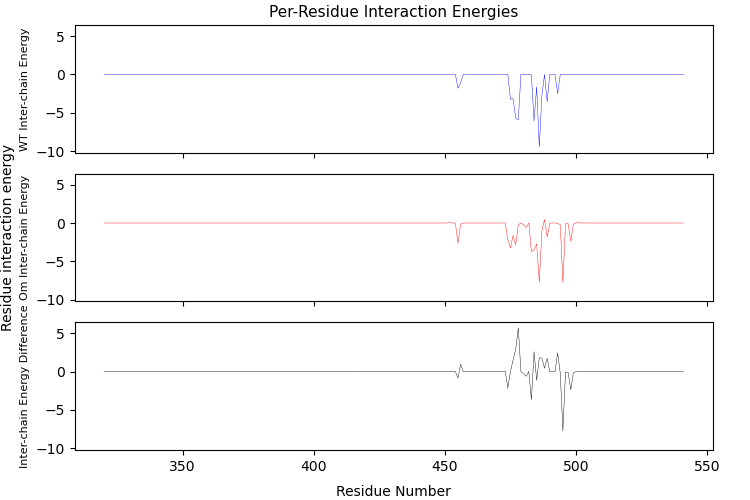 Per-Residue Interaction Energies
Residue interaction energy
WT Inter-chain Energy
5
0
−5
−10
Om Inter-chain Energy
5
0
−5
−10
Inter-chain Energy Difference
5
0
−5
−10
350
400
450
500
550
Residue Number